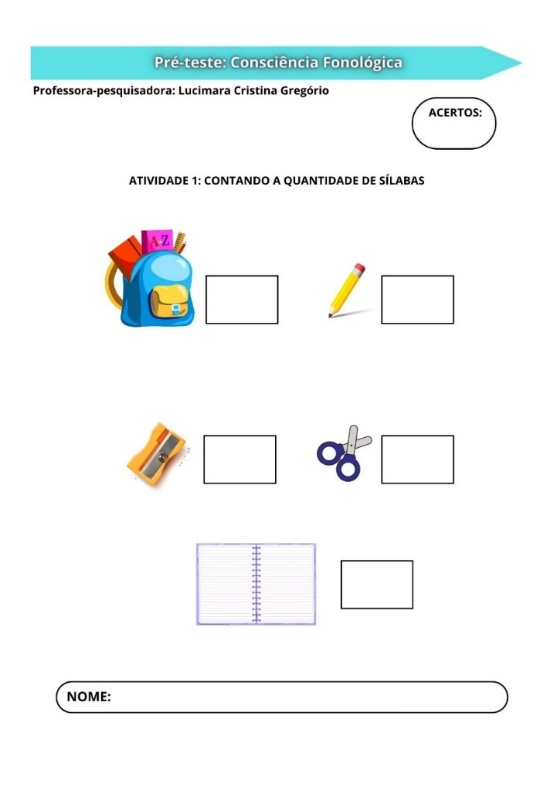 Pré-teste: Consciência Fonológica
Professora-pesquisadora: Lucimara Cristina Gregório
ACERTOS:
ATIVIDADE 1: CONTANDO A QUANTIDADE DE SÍLABAS
A-Z
NOME: